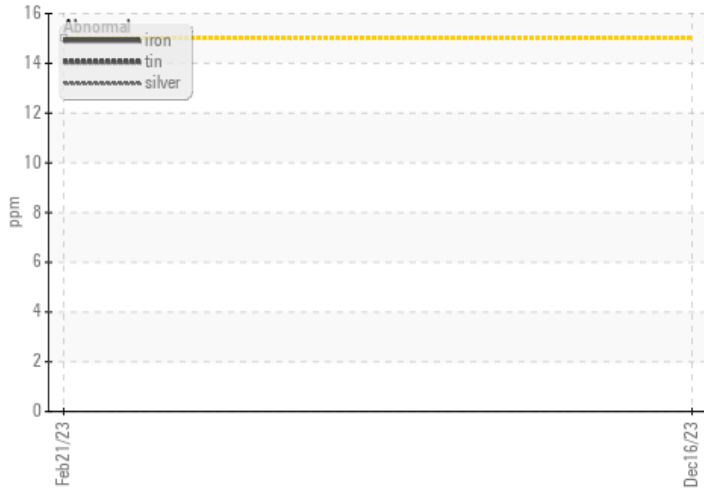 16
Abnormal
iron
tin
silver
14
12
10
8
6
4
2
0
ppm
Feb21/23
Dec16/23